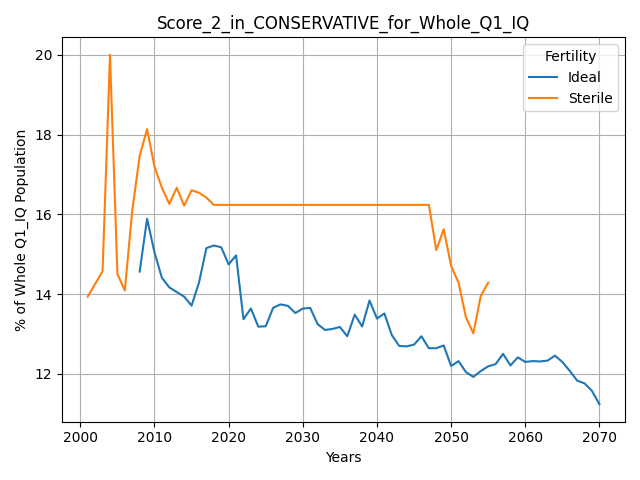 Score_2_in_CONSERVATIVE_for_Whole_Q1_IQ
% of Whole Q1_IQ Population
20
18
16
14
12
Fertility
Ideal
Sterile
2000 2010 2020 2030 2040 2050 2060 2070
Years